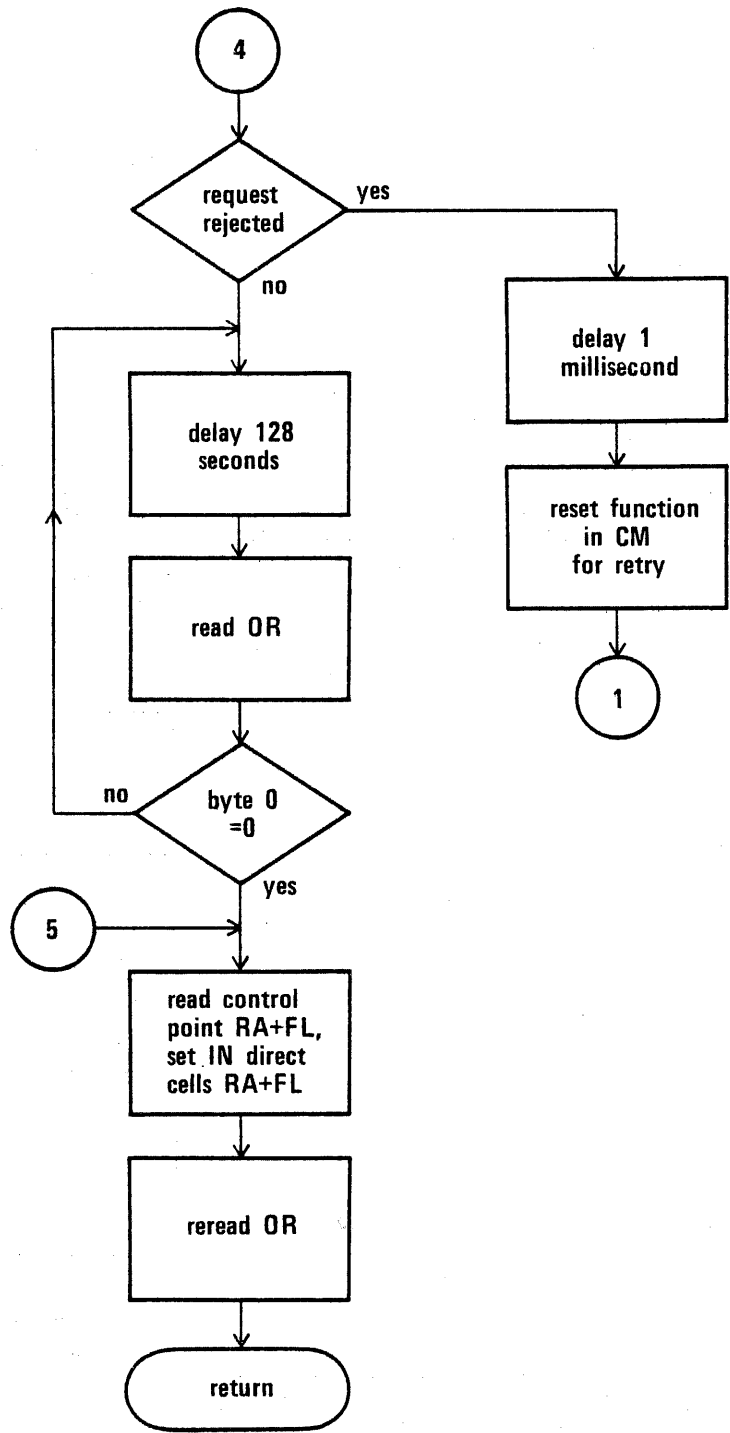 4
request
rejected
yes
no
delay 1
millisecond
delay 128
seconds
reset function
in CM
for retry
read OR
1
no
byte 0
=0
yes
5
read control
point RA+FL,
set IN direct
cells RA+FL
reread OR
return